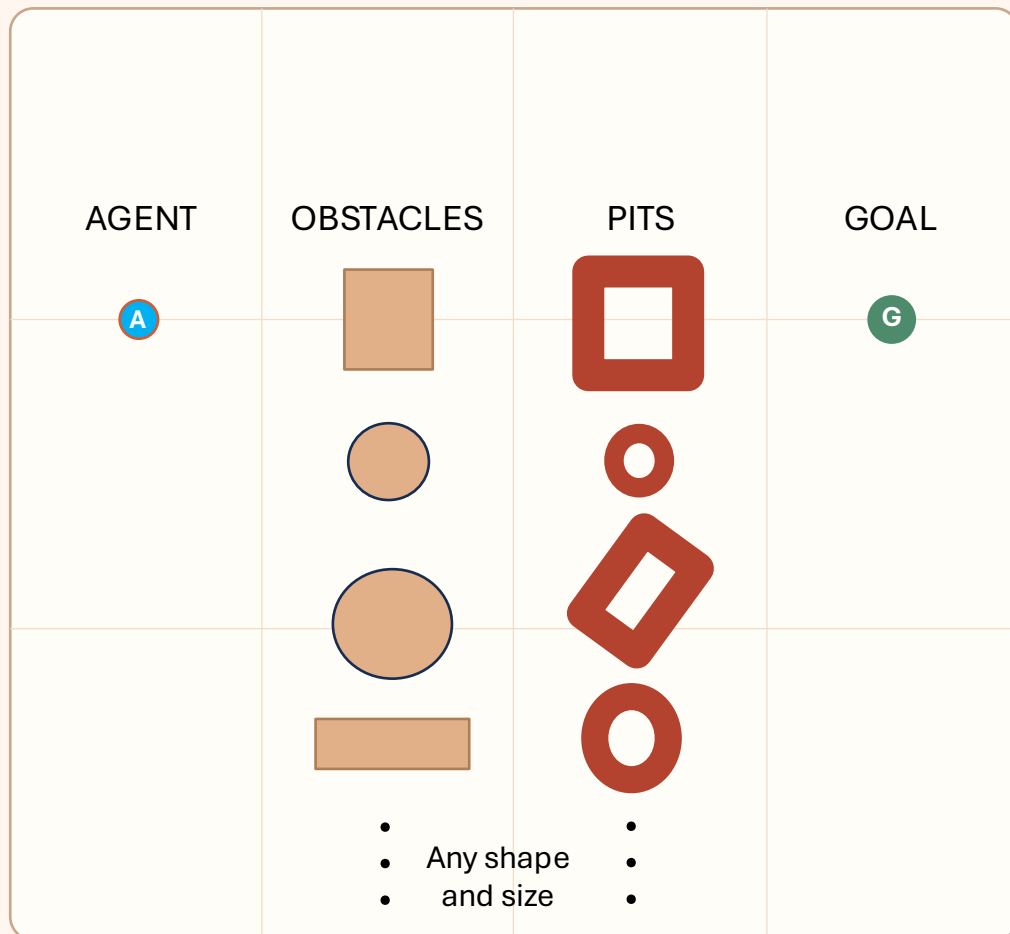 AGENT
OBSTACLES
PITS
GOAL
A
G
Any shape
and size